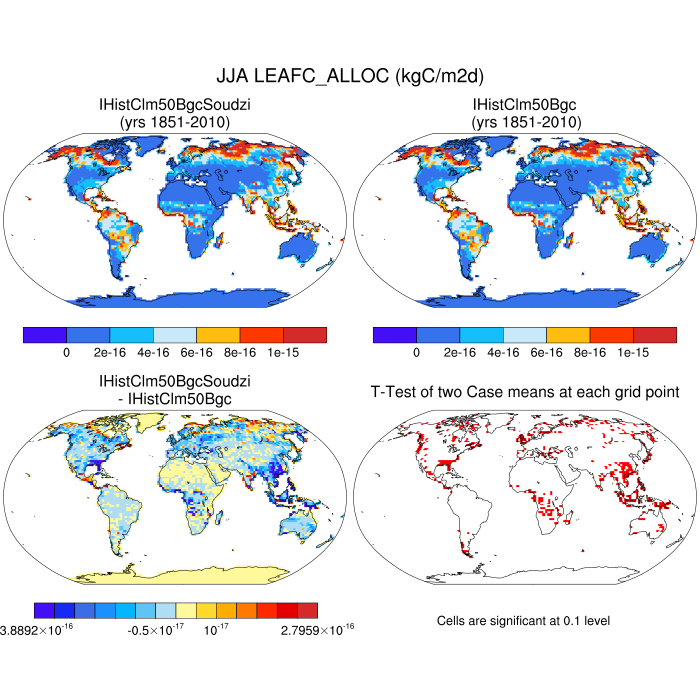 JJA LEAFC_ALLOC (kgC/m2d)
IHistClm50BgcSoudzi
(yrs 1851-2010)
IHistClm50Bgc
(yrs 1851-2010)
0 2e-16 4e-16 6e-16 8e-16 1e-15
0 2e-16 4e-16 6e-16 8e-16 1e-15
IHistClm50BgcSoudzi
- IHistClm50Bgc
T-Test of two Case means at each grid point
3.8892×10⁻¹⁶ -0.5×10⁻¹⁷ 10⁻¹⁷ 2.7959×10⁻¹⁶
Cells are significant at 0.1 level